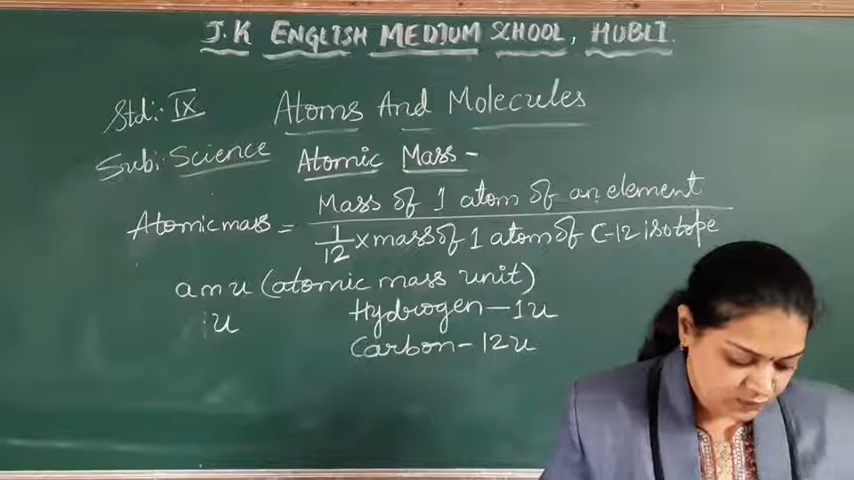 J.K ENGLISH MEDIUM SCHOOL, HUBLI.
Std:- IX Atoms And Molecules
Sub: Science Atomic Mass -
Atomic mass = Mass of 1 atom of an element
1/12 x mass of 1 atom of C-12 isotope
amu (atomic mass unit)
u Hydrogen - 1u
Carbon - 12u